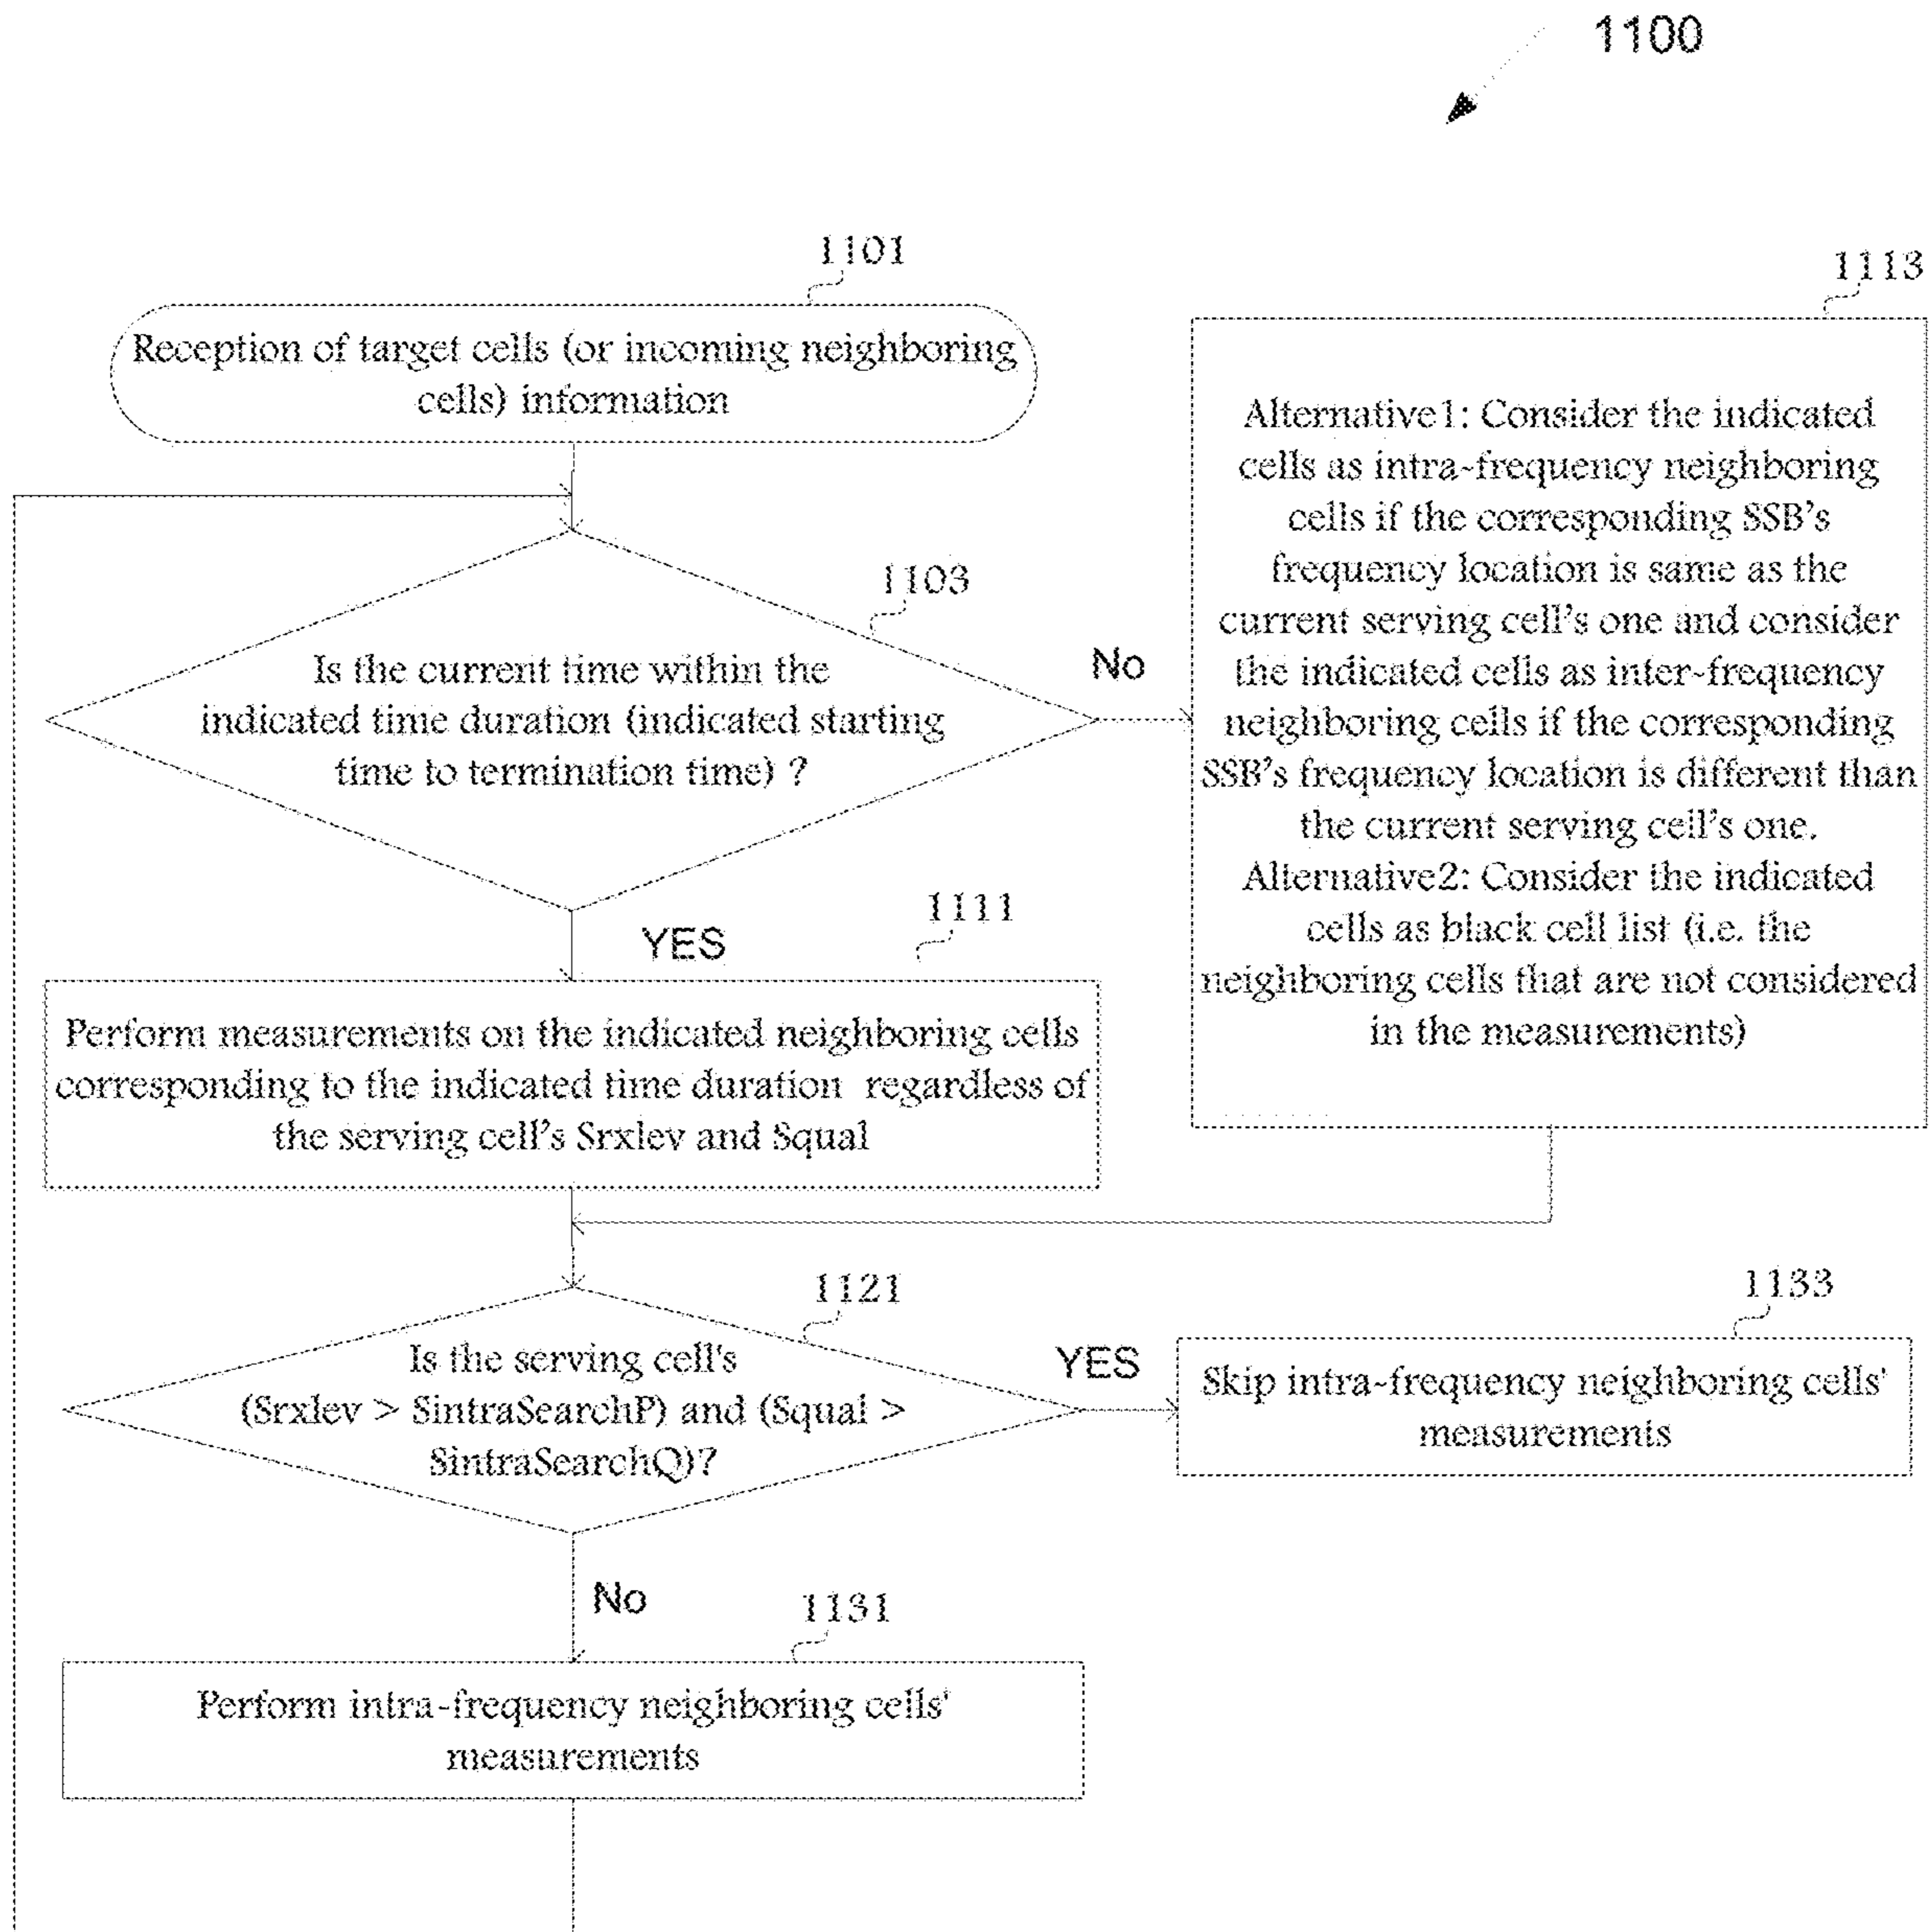 1100
1101
Reception of target cells (or incoming neighboring
cells) information
1113
Alternative1: Consider the indicated
cells as intra-frequency neighboring
cells if the corresponding SSB's
frequency location is same as the
current serving cell's one and consider
the indicated cells as inter-frequency
neighboring cells if the corresponding
SSB's frequency location is different than
the current serving cell's one.
Alternative2: Consider the indicated
cells as black cell list (i.e. the
neighboring cells that are not considered
in the measurements)
1103
Is the current time within the
indicated time duration (indicated starting
time to termination time) ?
No
YES
1111
Perform measurements on the indicated neighboring cells
corresponding to the indicated time duration regardless of
the serving cell's Srxlev and Squal
1121
Is the serving cell's
(Srxlev > SintraSearchP) and (Squal >
SintraSearchQ)?
YES
1133
Skip intra-frequency neighboring cells'
measurements
No
1131
Perform intra-frequency neighboring cells'
measurements